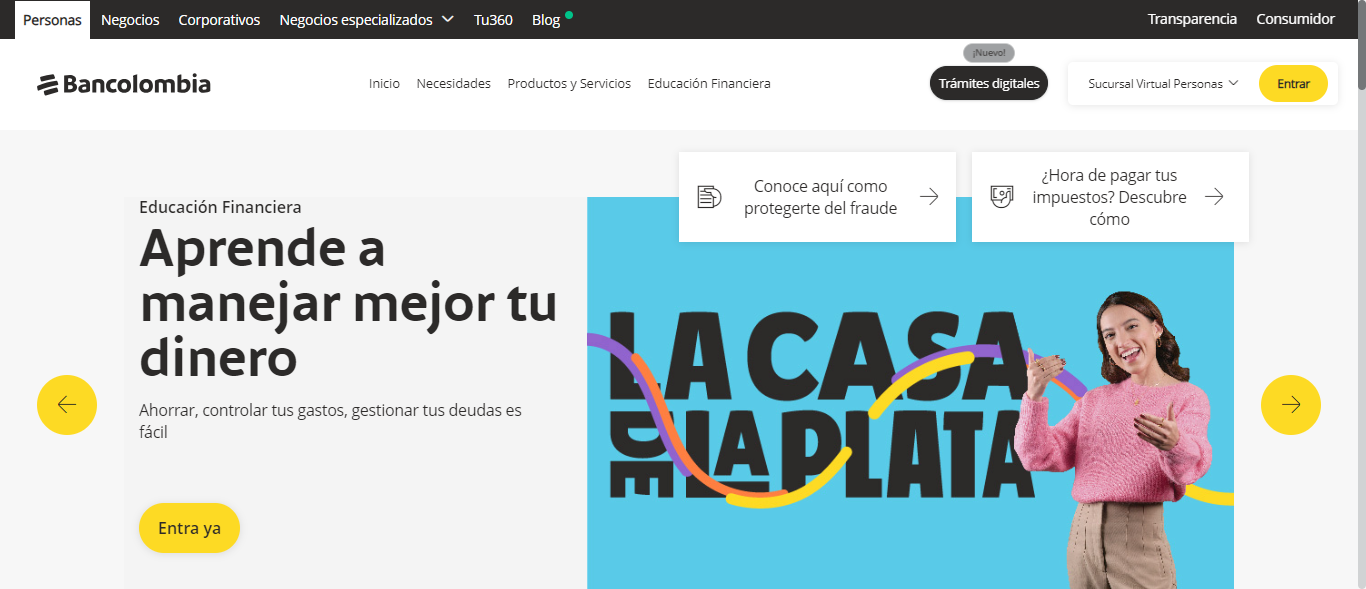 Personas Negocios Corporativos Negocios especializados Tu360 Blog Transparencia Consumidor
¡Nuevo!
Bancolombia Inicio Necesidades Productos y Servicios Educación Financiera Trámites digitales Sucursal Virtual Personas Entrar
Conoce aquí como
protegerte del fraude
¿Hora de pagar tus
impuestos? Descubre
cómo
Educación Financiera
Aprende a
manejar mejor tu
dinero
Ahorrar, controlar tus gastos, gestionar tus deudas es
fácil
Entra ya
LA CASA
DE LA PLATA